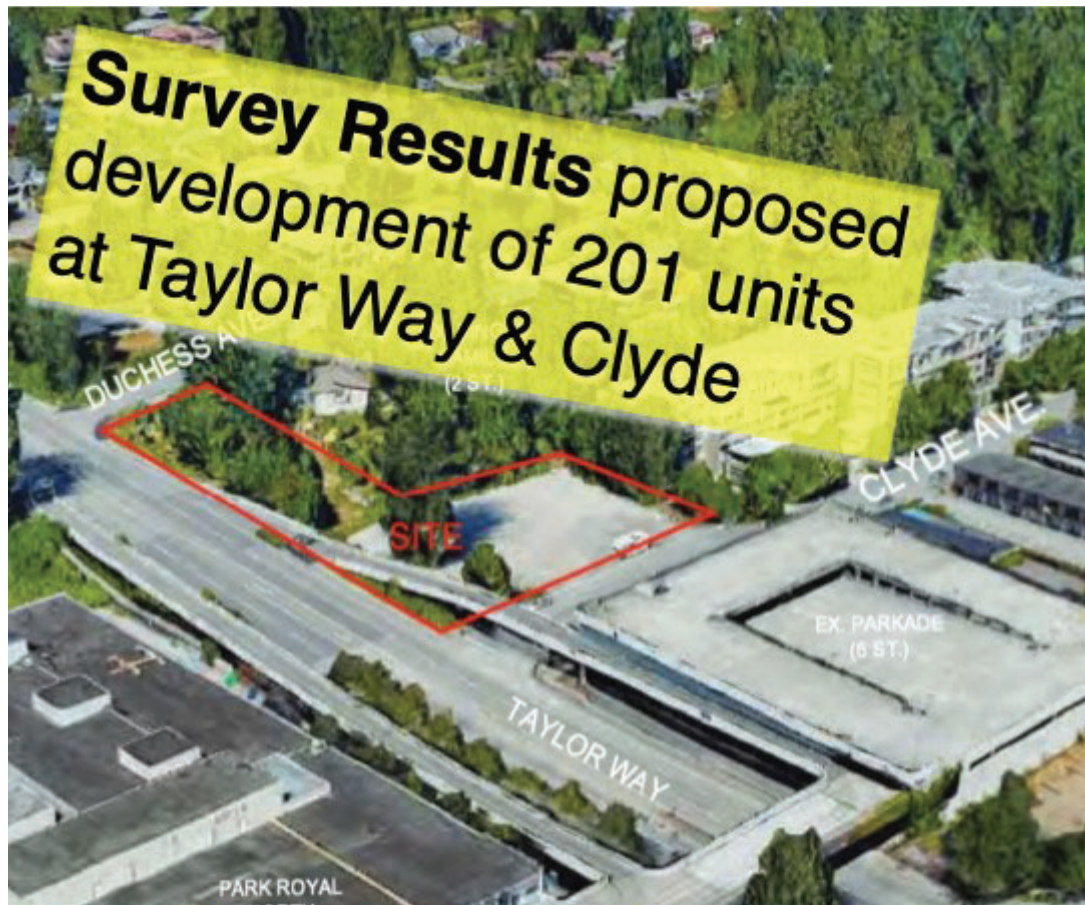 Survey Results proposed
development of 201 units
at Taylor Way & Clyde
DUCHESS AVE
(2 ST.)
CLYDE AVE.
SITE
EX. PARKADE
(6 ST.)
TAYLOR WAY
PARK ROYAL